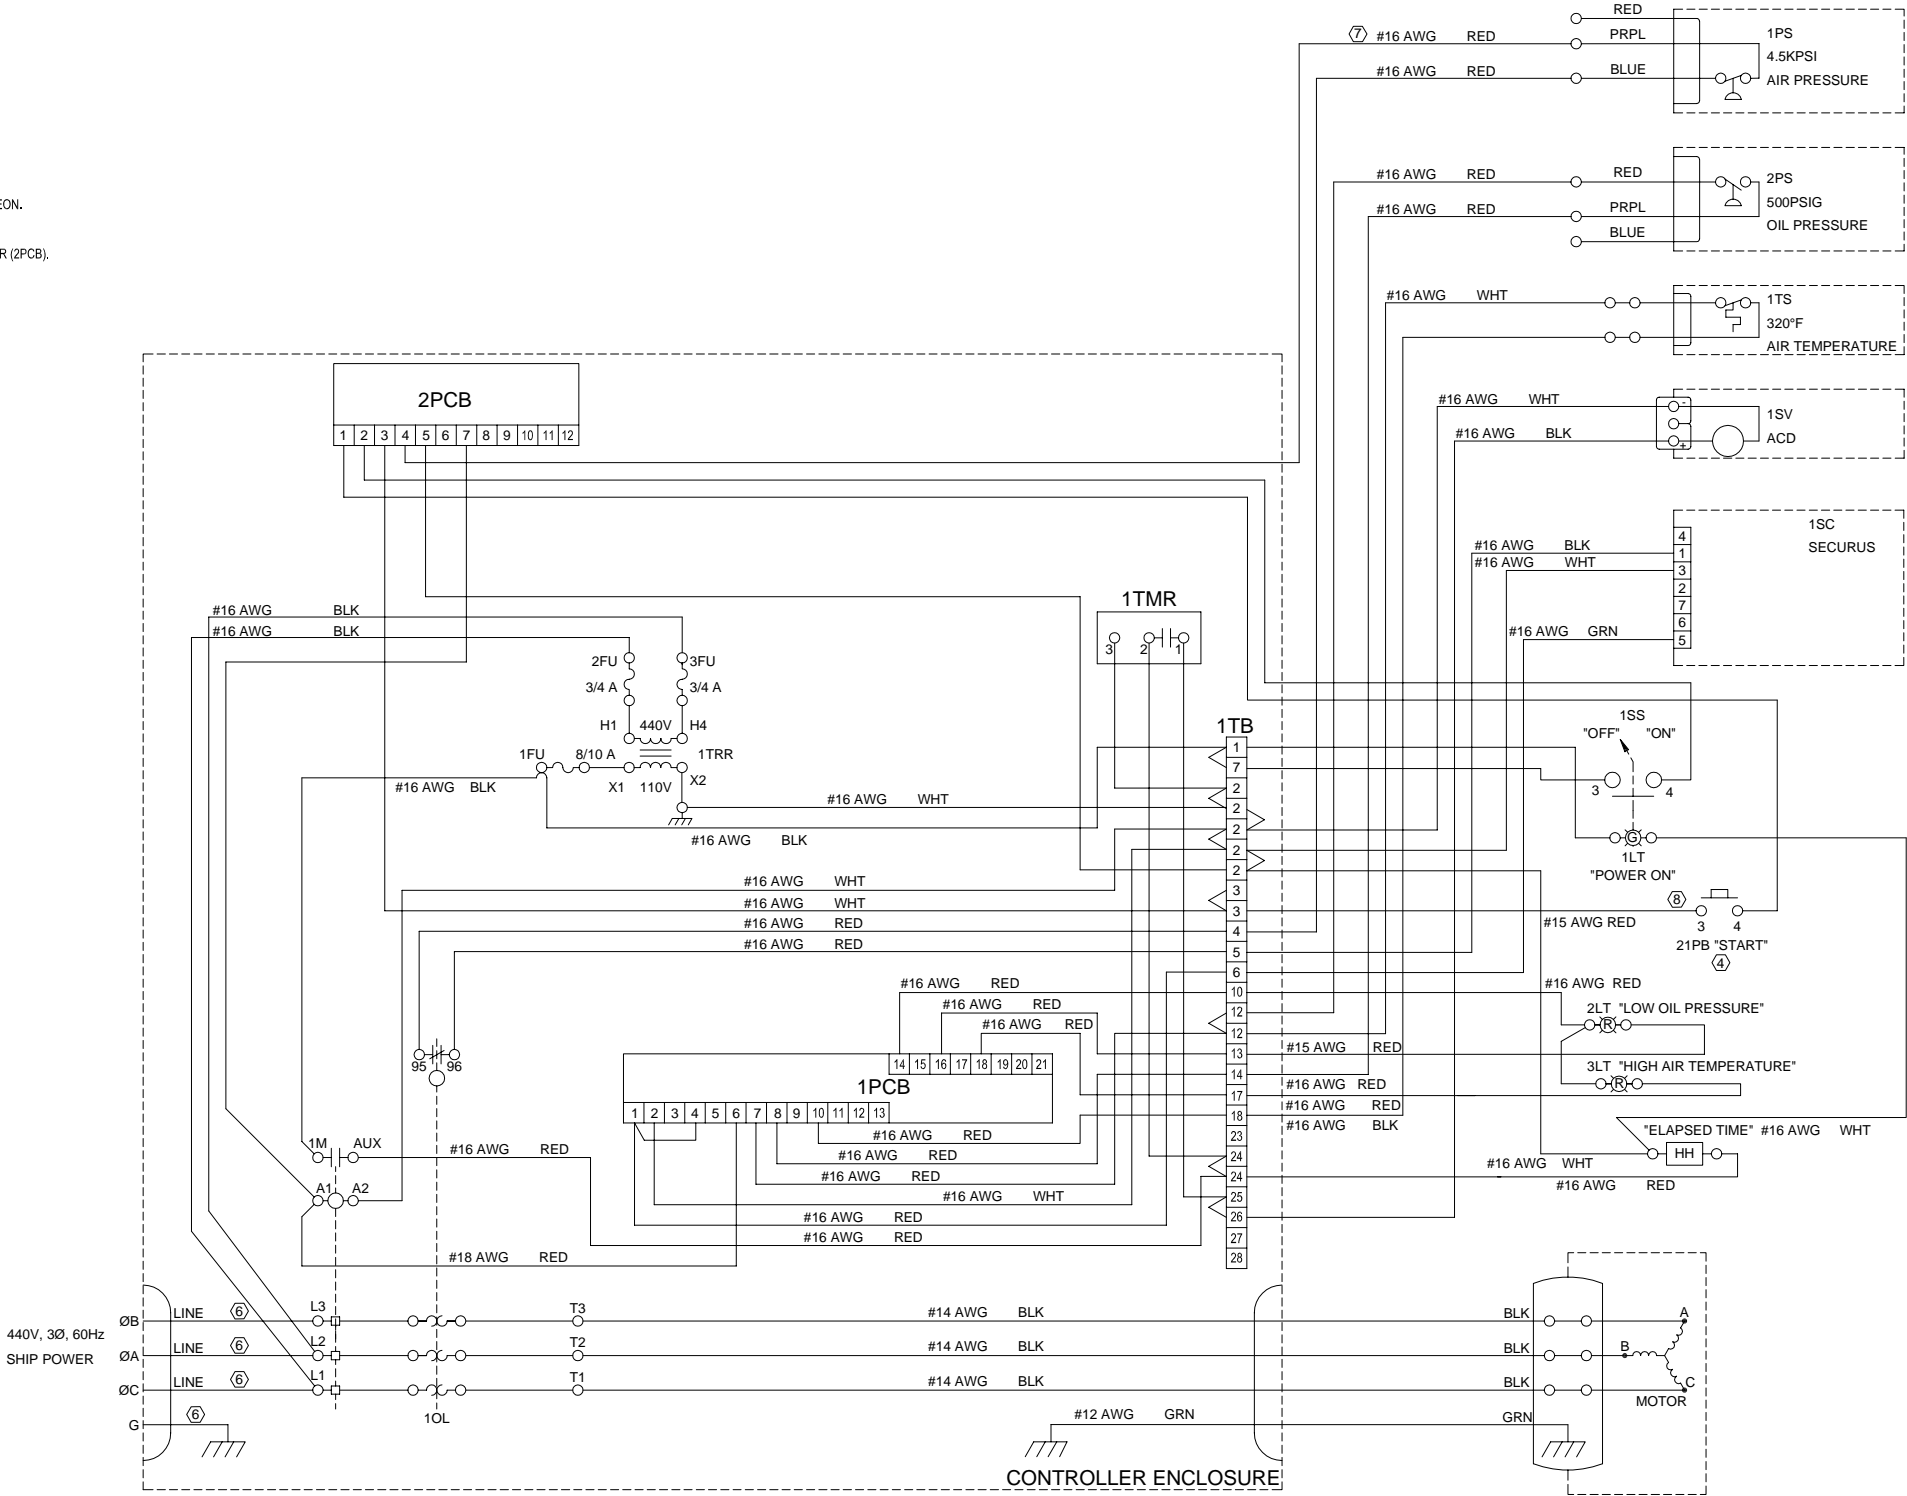 EON.
R (2PCB).
RED
⑦ #16 AWG RED PRPL
1PS
4.5KPSI
AIR PRESSURE
#16 AWG RED BLUE
#16 AWG RED RED
#16 AWG RED PRPL
BLUE
2PS
500PSIG
OIL PRESSURE
#16 AWG WHT
1TS
320°F
AIR TEMPERATURE
#16 AWG WHT
#16 AWG BLK
-
+
1SV
ACD
1SC
SECURUS
4
1
3
2
7
6
5
#16 AWG BLK
#16 AWG WHT
#16 AWG GRN
2PCB
1 2 3 4 5 6 7 8 9 10 11 12
1TMR
3 2 1
#16 AWG BLK
#16 AWG BLK
2FU 3FU
3/4 A 3/4 A
H1 440V H4
1FU 8/10 A 1TRR
X1 110V X2
#16 AWG BLK
#16 AWG WHT
#16 AWG BLK
1TB
1
7
2
2
2
2
2
3
3
4
5
6
10
12
12
13
14
17
18
23
24
24
25
26
27
28
1SS
"OFF" "ON"
3 4
G
1LT
"POWER ON"
⑧
#15 AWG RED
3 4
21PB "START"
④
#16 AWG WHT
#16 AWG WHT
#16 AWG RED
#16 AWG RED
#16 AWG RED
#16 AWG RED
#16 AWG RED
#16 AWG RED
2LT "LOW OIL PRESSURE"
R
#15 AWG RED
3LT "HIGH AIR TEMPERATURE"
R
#16 AWG RED
#16 AWG RED
#16 AWG BLK
"ELAPSED TIME" #16 AWG WHT
HH
#16 AWG WHT
#16 AWG RED
95 96
14 15 16 17 18 19 20 21
1PCB
1 2 3 4 5 6 7 8 9 10 11 12 13
#16 AWG RED
#16 AWG RED
#16 AWG RED
#16 AWG WHT
#16 AWG RED
#16 AWG RED
1M AUX
#16 AWG RED
A1 A2
#18 AWG RED
440V, 3Ø, 60Hz
SHIP POWER
ØB LINE ⑥ L3 T3 #14 AWG BLK BLK A
ØA LINE ⑥ L2 T2 #14 AWG BLK BLK B
ØC LINE ⑥ L1 T1 #14 AWG BLK BLK C
MOTOR
G ⑥
1OL
#12 AWG GRN GRN
CONTROLLER ENCLOSURE